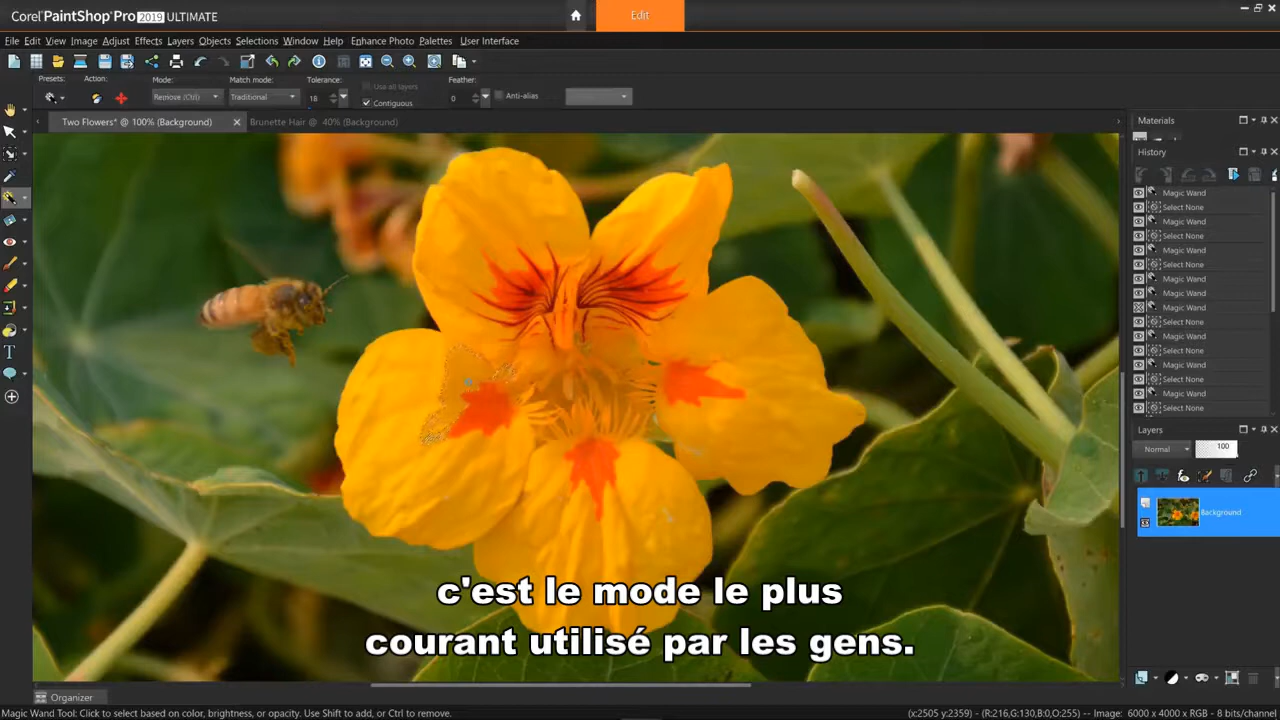 Corel PaintShop Pro 2019 ULTIMATE
Edit
File Edit View Image Adjust Effects Layers Objects Selections Window Help Enhance Photo Palettes User Interface
Presets: Action: Mode: Match mode: Tolerance: Use all layers Feather:
Remove (Ctrl) Traditional 18 Contiguous 0 Anti-alias
Two Flowers* @ 100% (Background) Brunette Hair @ 40% (Background)
Materials
History
Magic Wand
Select None
Magic Wand
Select None
Magic Wand
Select None
Magic Wand
Magic Wand
Magic Wand
Select None
Magic Wand
Select None
Magic Wand
Select None
Magic Wand
Select None
Layers
Normal 100
Background
c'est le mode le plus
courant utilisé par les gens.
Organizer
Magic Wand Tool: Click to select based on color, brightness, or opacity. Use Shift to add, or Ctrl to remove. (x:2505 y:2359) - (R:216,G:130,B:0,O:255) -- Image: 6000 x 4000 x RGB - 8 bits/channel